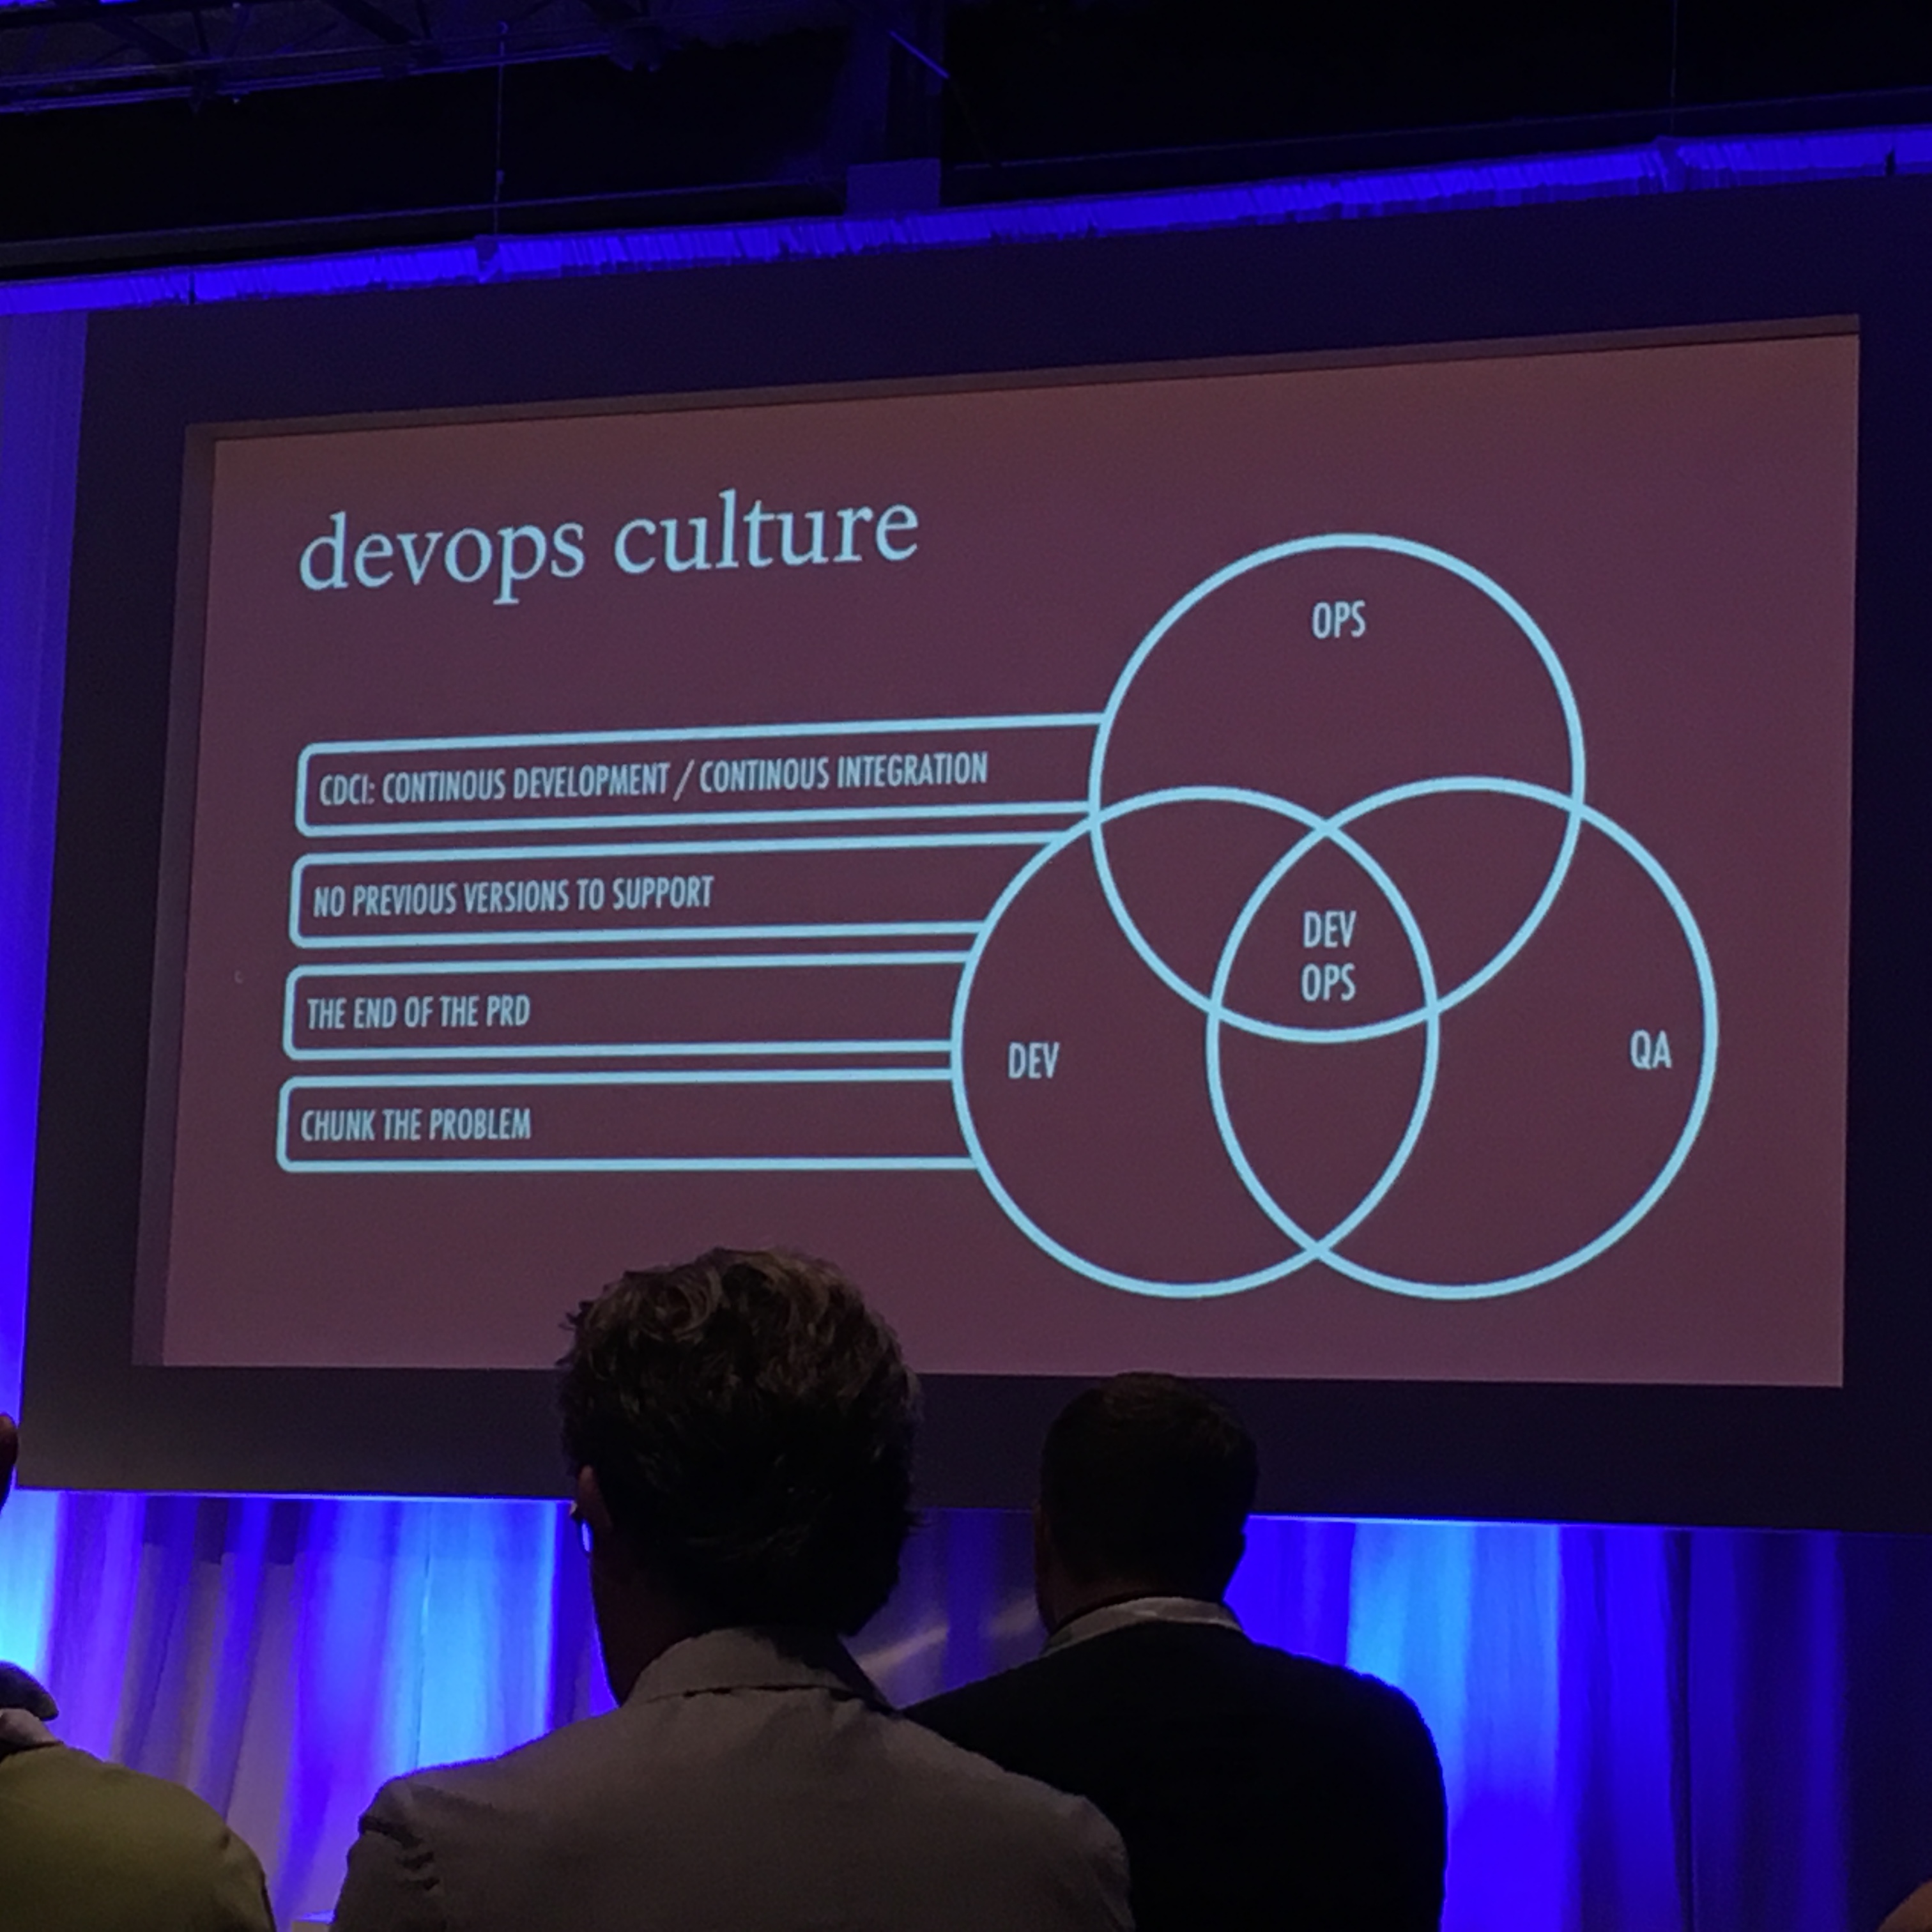 devops culture
OPS
CDCI: CONTINOUS DEVELOPMENT / CONTINOUS INTEGRATION
NO PREVIOUS VERSIONS TO SUPPORT
THE END OF THE PRD
CHUNK THE PROBLEM
DEV
OPS
DEV
QA